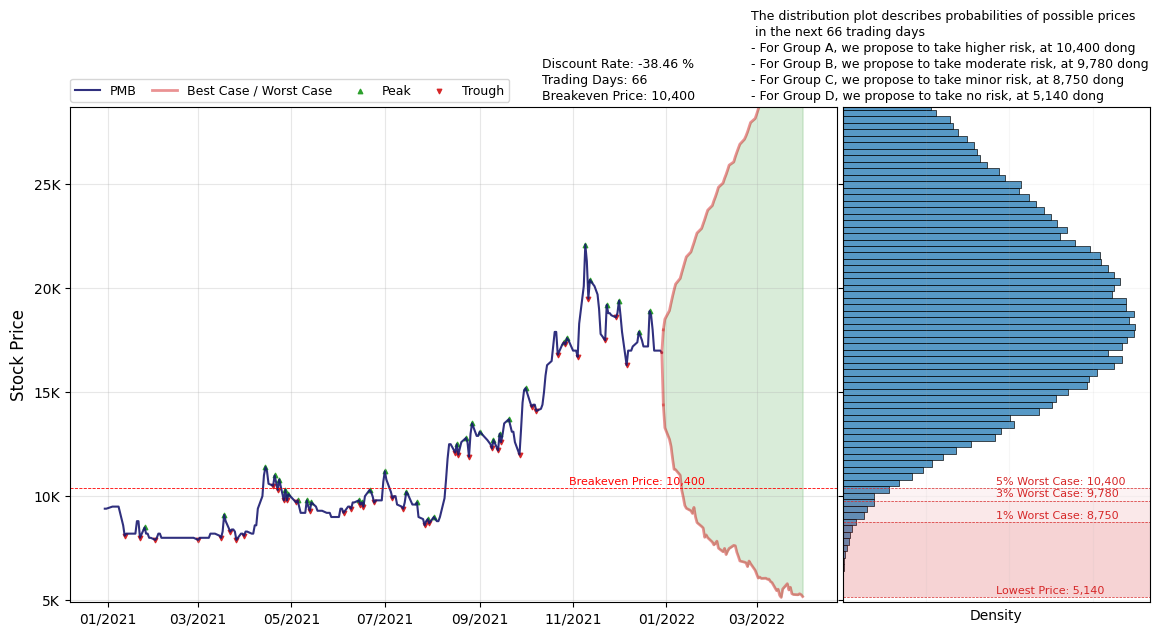 The distribution plot describes probabilities of possible prices
in the next 66 trading days
- For Group A, we propose to take higher risk, at 10,400 dong
- For Group B, we propose to take moderate risk, at 9,780 dong
- For Group C, we propose to take minor risk, at 8,750 dong
- For Group D, we propose to take no risk, at 5,140 dong
Discount Rate: -38.46 %
Trading Days: 66
Breakeven Price: 10,400
PMB Best Case / Worst Case Peak Trough
Stock Price
25K
20K
15K
10K
5K
Breakeven Price: 10,400
5% Worst Case: 10,400
3% Worst Case: 9,780
1% Worst Case: 8,750
Lowest Price: 5,140
01/2021 03/2021 05/2021 07/2021 09/2021 11/2021 01/2022 03/2022
Density